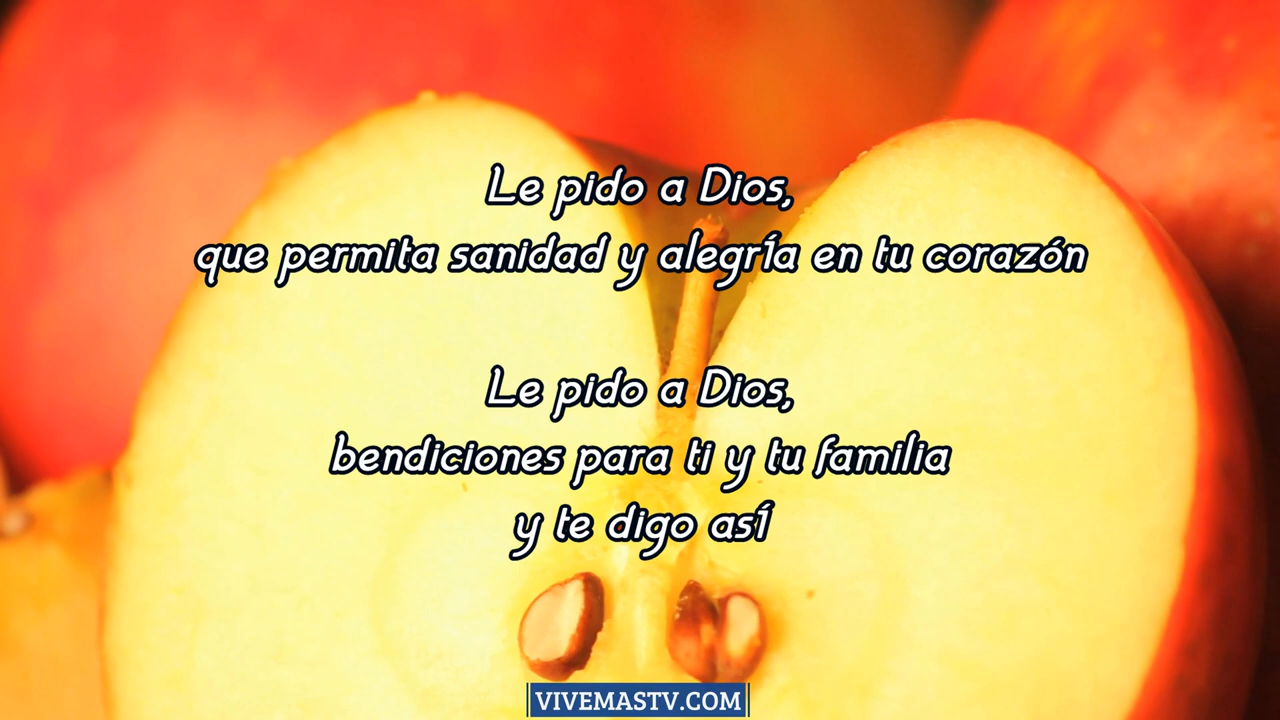 Le pido a Dios,
que permita sanidad y alegría en tu corazón
Le pido a Dios,
bendiciones para ti y tu familia
y te digo así
VIVEMASTV.COM